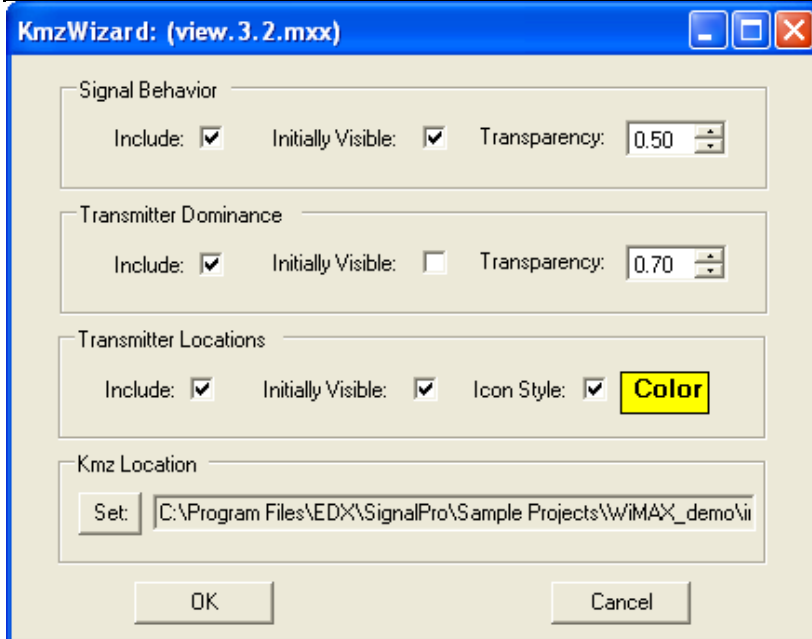 KmzWizard: (view.3.2.mxx)
Signal Behavior
Include: Initially Visible: Transparency: 0.50
Transmitter Dominance
Include: Initially Visible: Transparency: 0.70
Transmitter Locations
Include: Initially Visible: Icon Style: Color
Kmz Location
Set: C:\Program Files\EDX\SignalPro\Sample Projects\WiMAX_demo\
OK Cancel